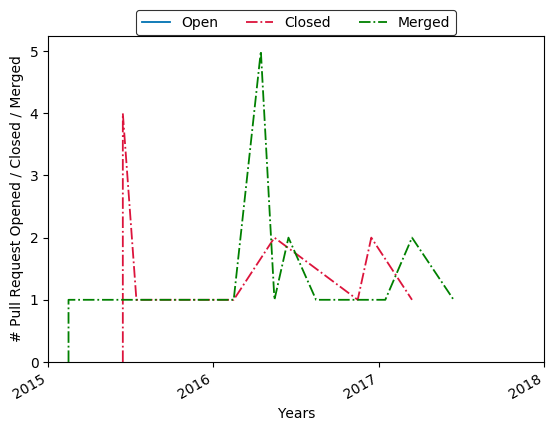 Open Closed Merged
# Pull Request Opened / Closed / Merged
5
4
3
2
1
0
2015 2016 2017 2018
Years